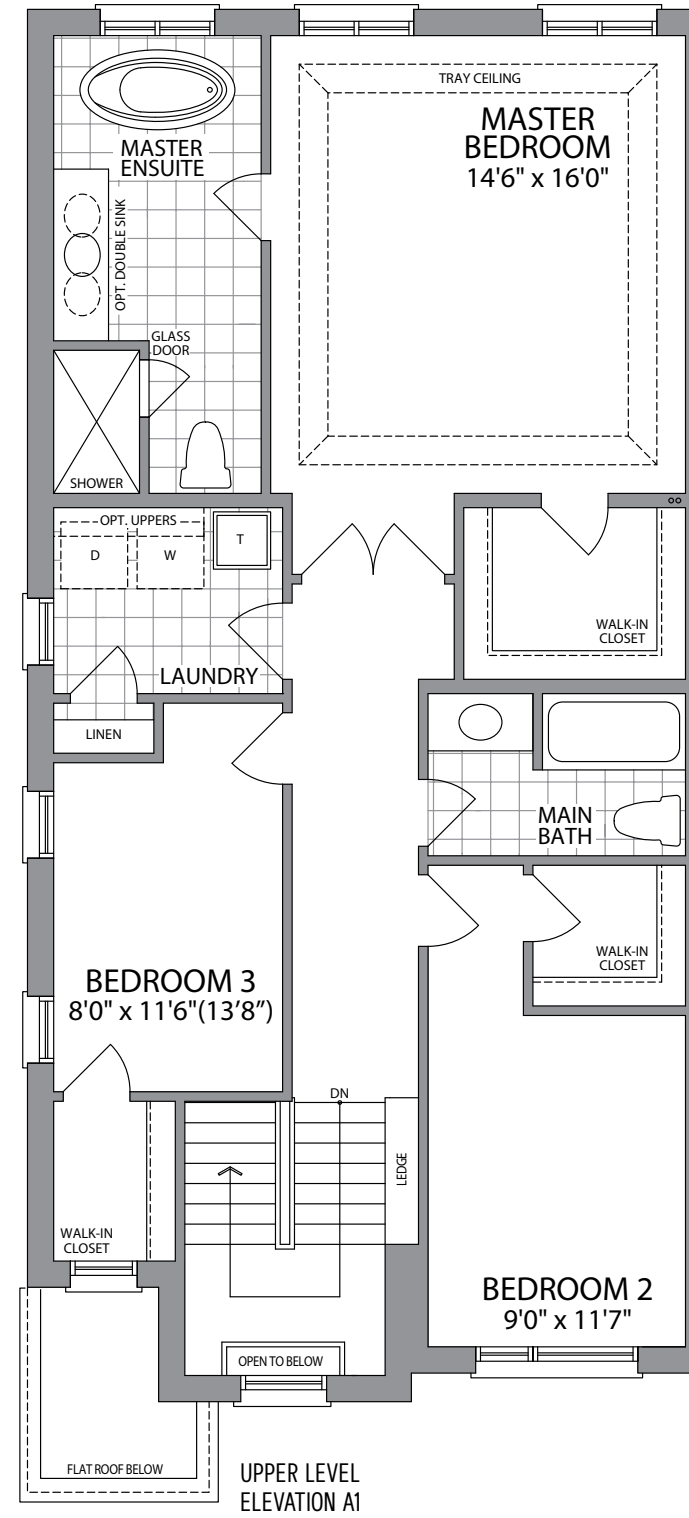 TRAY CEILING
MASTER
BEDROOM
14'6" x 16'0"
MASTER
ENSUITE
OPT. DOUBLE SINK
GLASS
DOOR
SHOWER
OPT. UPPERS
D
W
T
LAUNDRY
LINEN
WALK-IN
CLOSET
MAIN
BATH
WALK-IN
CLOSET
BEDROOM 3
8'0" x 11'6"(13’8”)
DN
LEDGE
WALK-IN
CLOSET
BEDROOM 2
9'0" x 11'7"
OPEN TO BELOW
FLAT ROOF BELOW
UPPER LEVEL
ELEVATION A1